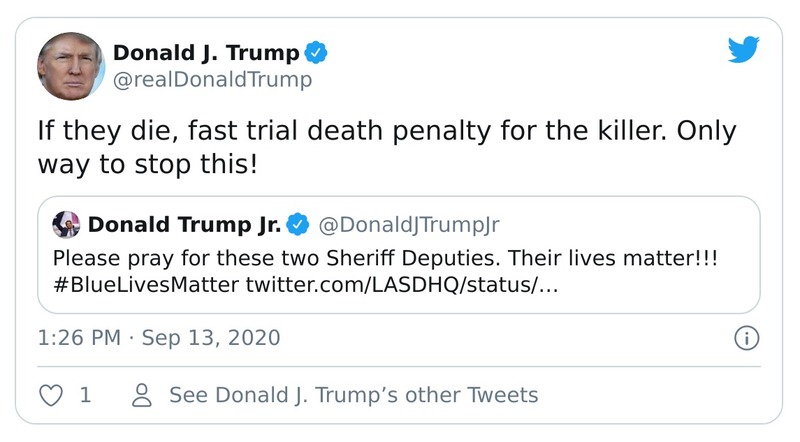 Donald J. Trump
@realDonaldTrump
If they die, fast trial death penalty for the killer. Only
way to stop this!
Donald Trump Jr. @DonaldJTrumpJr
Please pray for these two Sheriff Deputies. Their lives matter!!!
#BlueLivesMatter twitter.com/LASDHQ/status/…
1:26 PM · Sep 13, 2020
1 See Donald J. Trump’s other Tweets